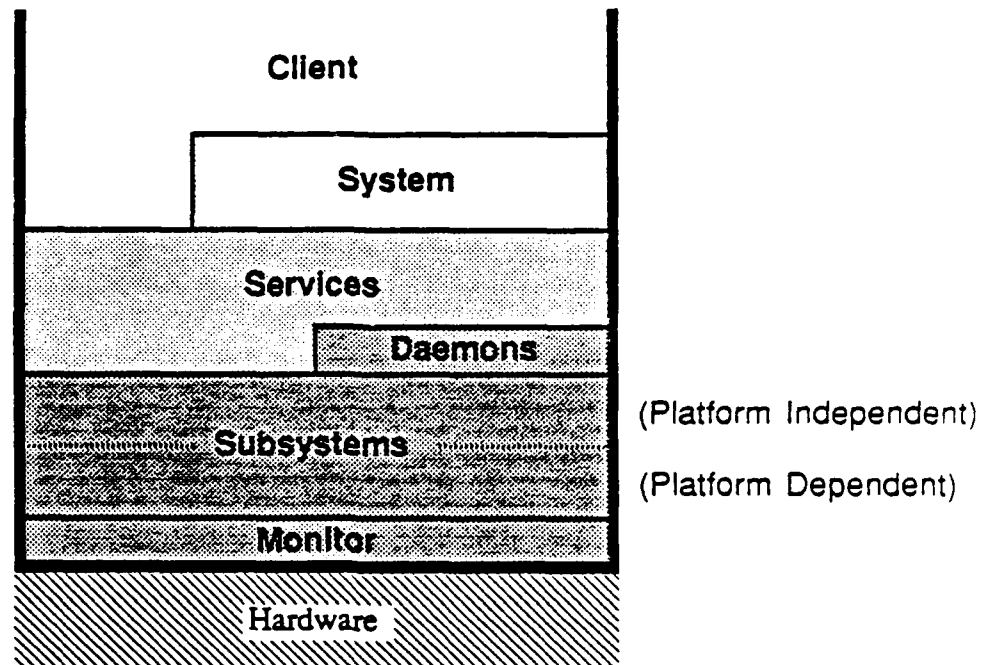 Client
System
Services
Daemons
(Platform Independent)
Subsystems
(Platform Dependent)
Monitor
Hardware